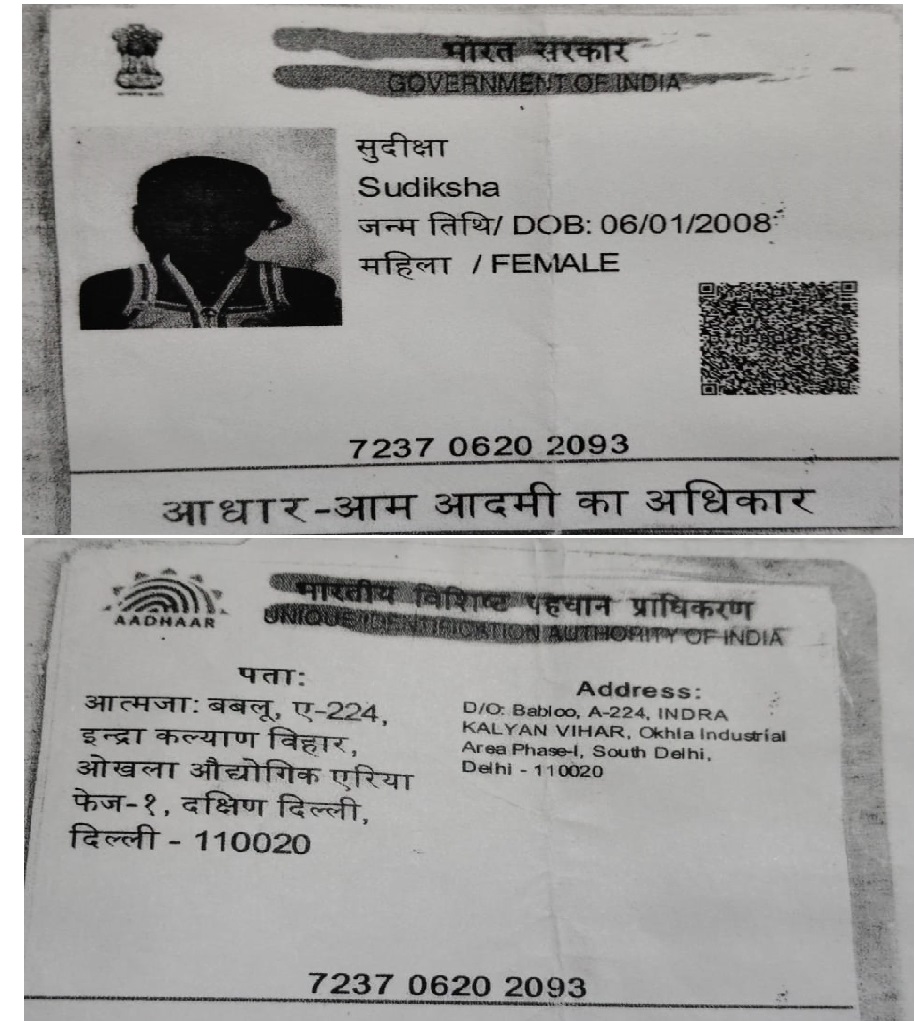 भारत सरकार
GOVERNMENT OF INDIA
सुदीक्षा
Sudiksha
जन्म तिथि/ DOB: 06/01/2008
महिला / FEMALE
7237 0620 2093
आधार-आम आदमी का अधिकार
AADHAAR
भारतीय विशिष्ट पहचान प्राधिकरण
UNIQUE IDENTIFICATION AUTHORITY OF INDIA
पता:
आत्मजा: बबलू, ए-224,
इन्द्रा कल्याण विहार,
ओखला औद्योगिक एरिया
फेज-१, दक्षिण दिल्ली,
दिल्ली - 110020
Address:
D/O: Babloo, A-224, INDRA
KALYAN VIHAR, Okhla Industrial
Area Phase-I, South Delhi,
Delhi - 110020
7237 0620 2093